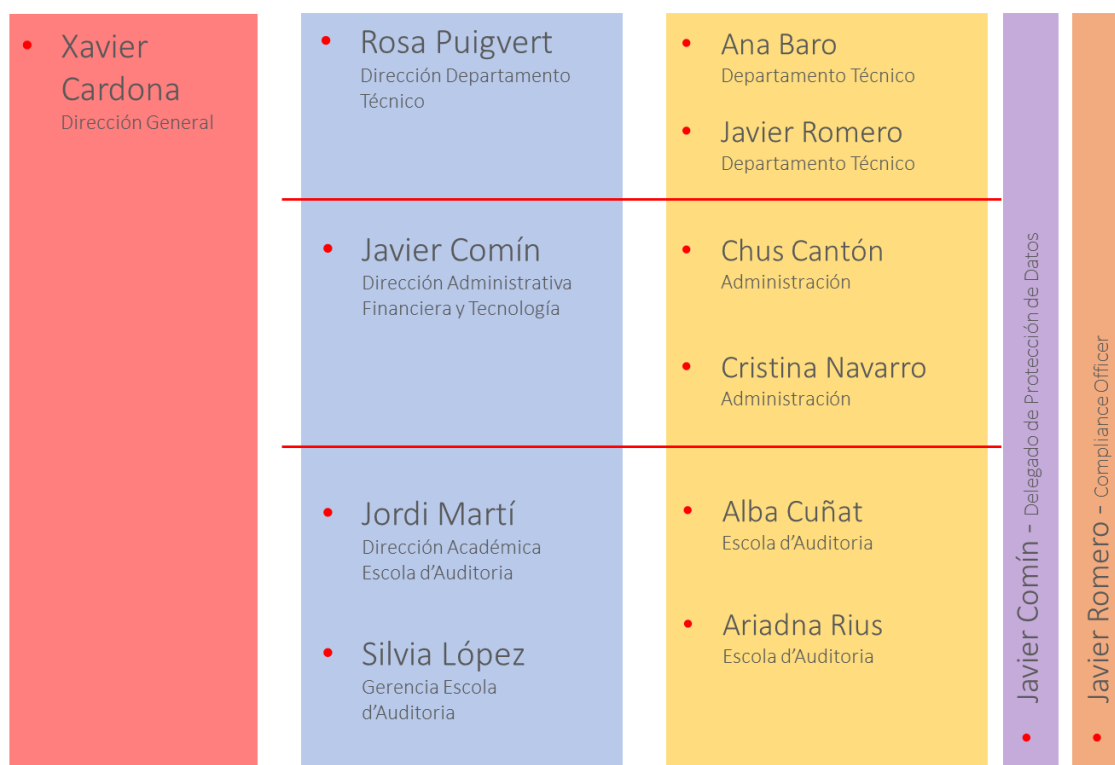 Xavier
Cardona
Dirección General
Rosa Puigvert
Dirección Departamento
Técnico
Ana Baro
Departamento Técnico
Javier Romero
Departamento Técnico
Javier Comín
Dirección Administrativa
Financiera y Tecnología
Chus Cantón
Administración
Cristina Navarro
Administración
Jordi Martí
Dirección Académica
Escola d’Auditoria
Silvia López
Gerencia Escola
d’Auditoria
Alba Cuñat
Escola d’Auditoria
Ariadna Rius
Escola d’Auditoria
Javier Comín - Delegado de Protección de Datos
Javier Romero - Compliance Officer